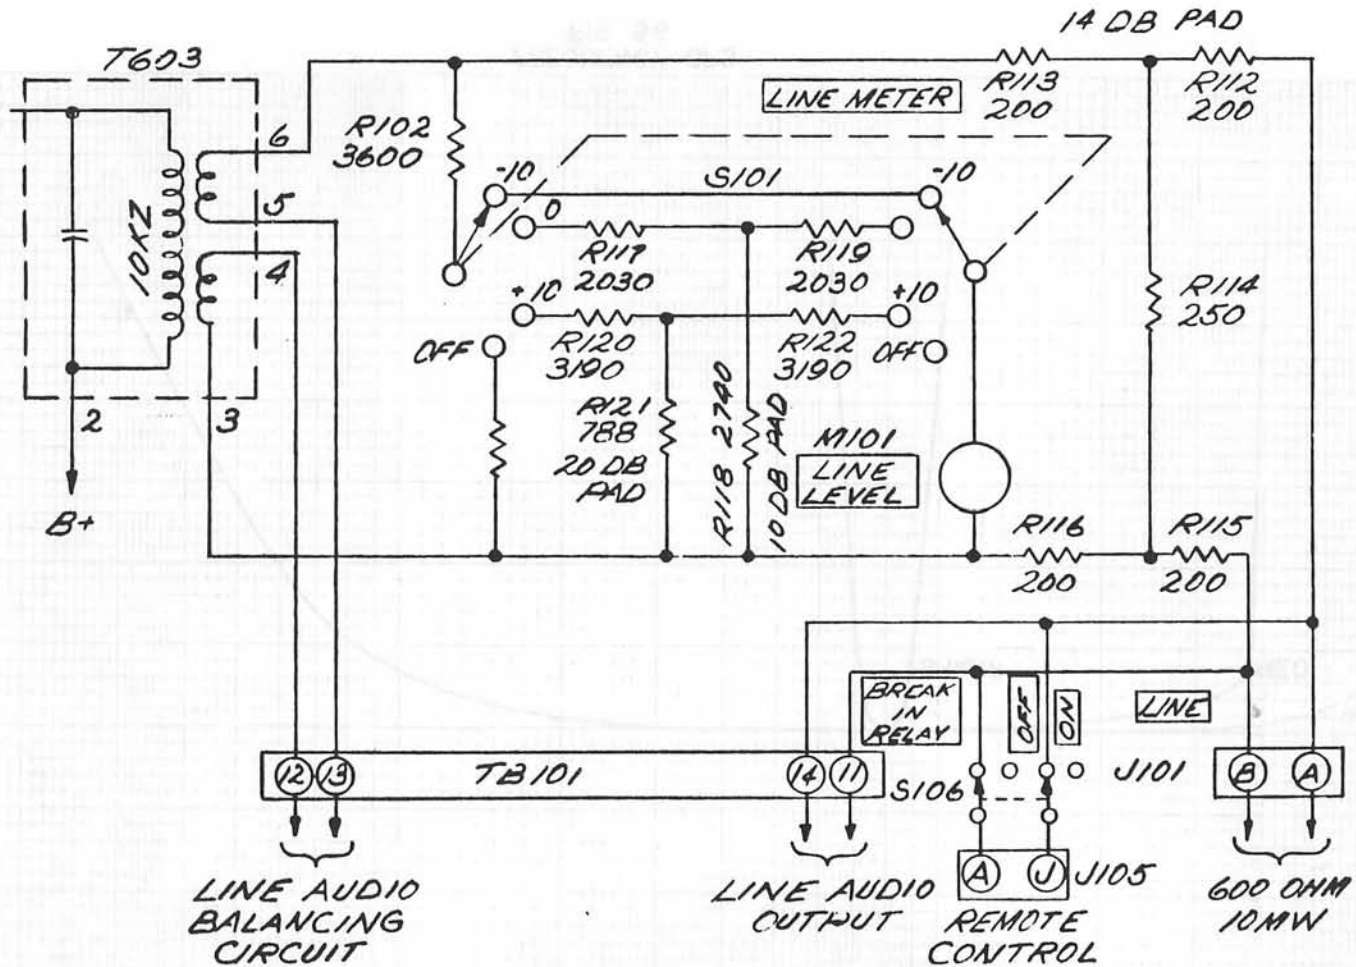 14 DB PAD
T603
R113
200
R112
200
LINE METER
R102
3600
6
-10
S101
-10
5
0
10KZ
R117
2030
R119
2030
4
+10
+10
R114
250
OFF
R120
3190
R122
3190
OFF
2
3
R121
788
20 DB
PAD
R118 2740
10 DB PAD
M101
LINE
LEVEL
B+
R116
200
R115
200
BREAK
IN
RELAY
OFF
ON
LINE
12
13
TB101
14
11
S106
J101
B
A
A
J
J105
LINE AUDIO
BALANCING
CIRCUIT
LINE AUDIO
OUTPUT
REMOTE
CONTROL
600 OHM
10MW